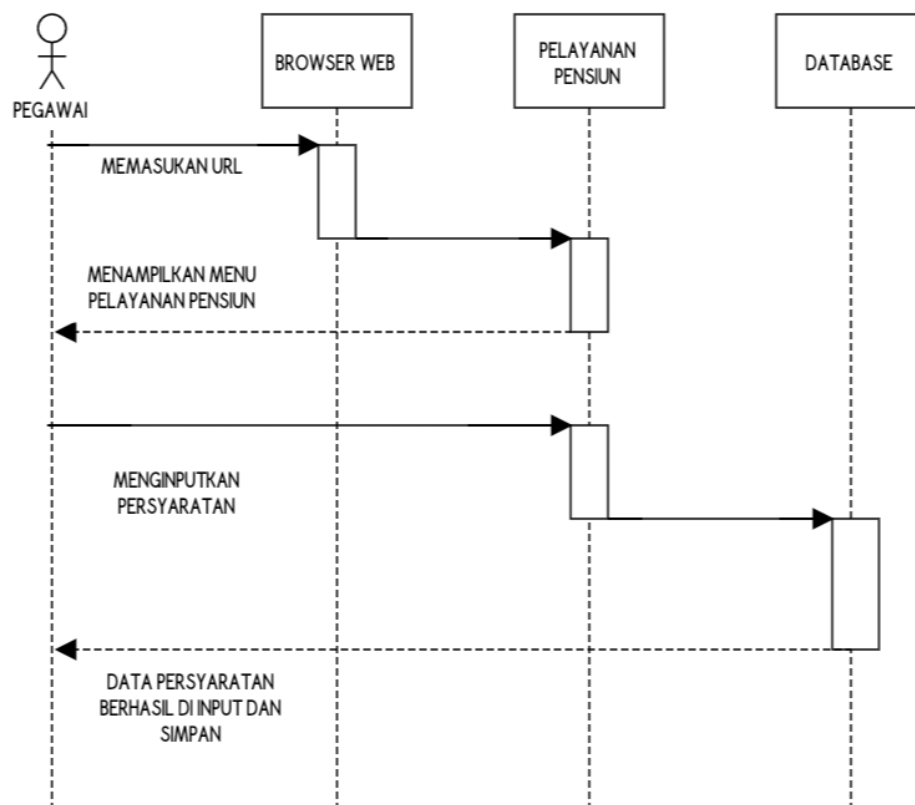 PEGAWAI
BROWSER WEB
PELAYANAN
PENSIUN
DATABASE
MEMASUKAN URL
MENAMPILKAN MENU
PELAYANAN PENSIUN
MENGINPUTKAN
PERSYARATAN
DATA PERSYARATAN
BERHASIL DI INPUT DAN
SIMPAN